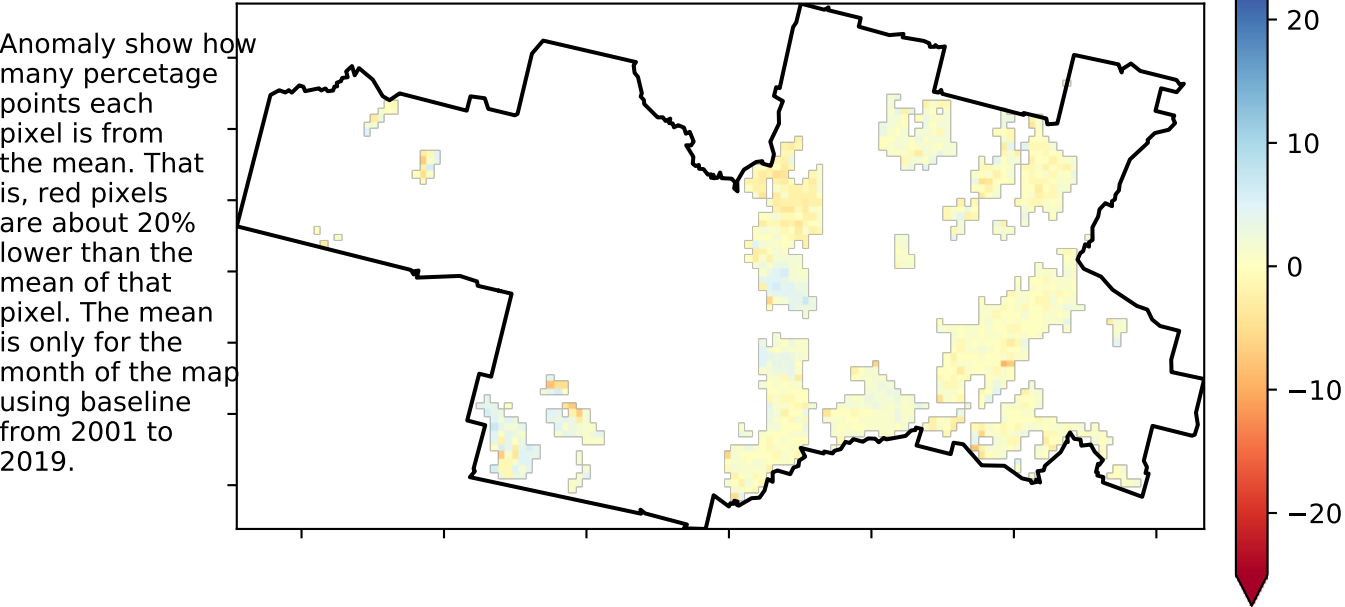 Anomaly show how
many percetage
points each
pixel is from
the mean. That
is, red pixels
are about 20%
lower than the
mean of that
pixel. The mean
is only for the
month of the map
using baseline
from 2001 to
2019.
20
10
0
−10
−20